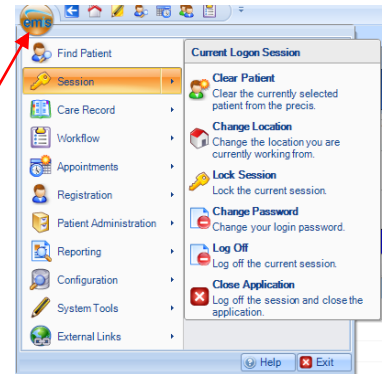 ems
Find Patient
Session
Care Record
Workflow
Appointments
Registration
Patient Administration
Reporting
Configuration
System Tools
External Links
Current Logon Session
Clear Patient
Clear the currently selected
patient from the precis.
Change Location
Change the location you are
currently working from.
Lock Session
Lock the current session.
Change Password
Change your login password.
Log Off
Log off the current session.
Close Application
Log off the session and close the
application.
Help
Exit